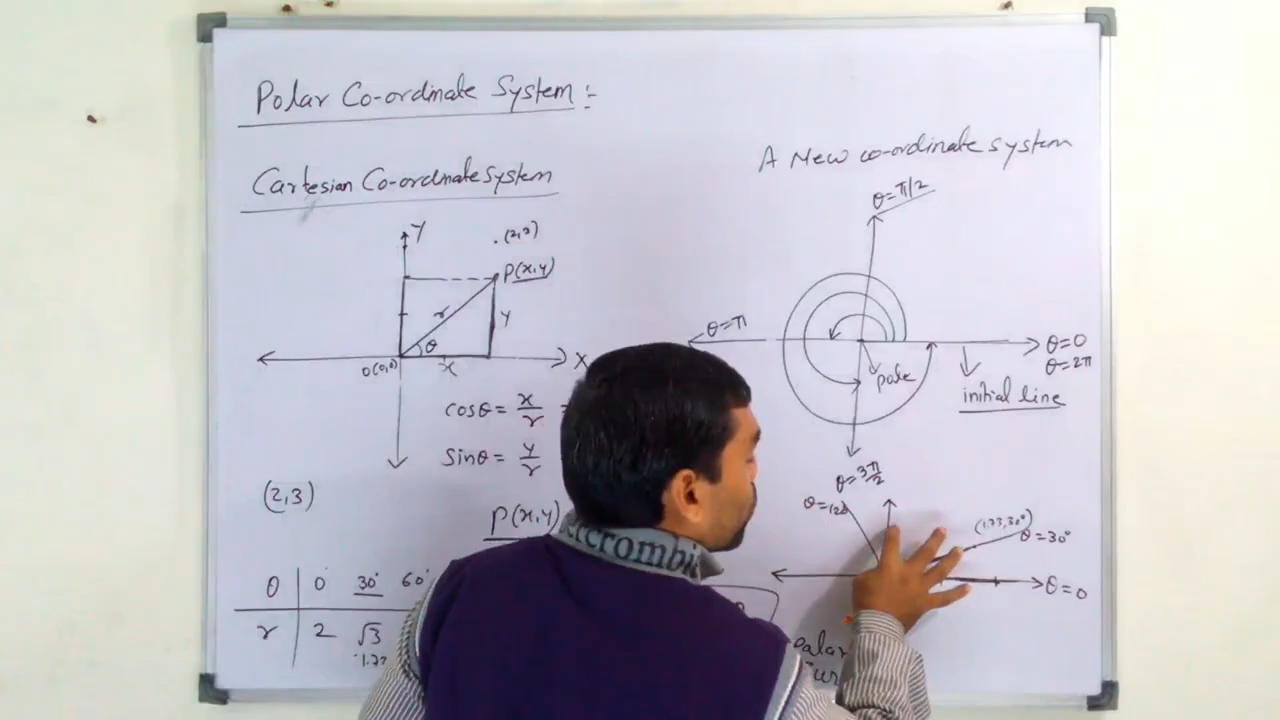 Polar Co-ordinate System :-
Cartesian Co-ordinate System
Y
.(2,3)
P(x,y)
r
y
θ
O(0,0)
x
X
cosθ = x/r
sinθ = y/r
(2,3)
P(x,y)
θ 0° 30° 60°
r 2 √3
1.73
A New co-ordinate system
θ=π/2
θ=π
θ=0
θ=2π
pole
initial line
θ=3π/2
θ=120
(1.73,30°)
θ=30°
θ=0
ercrombie